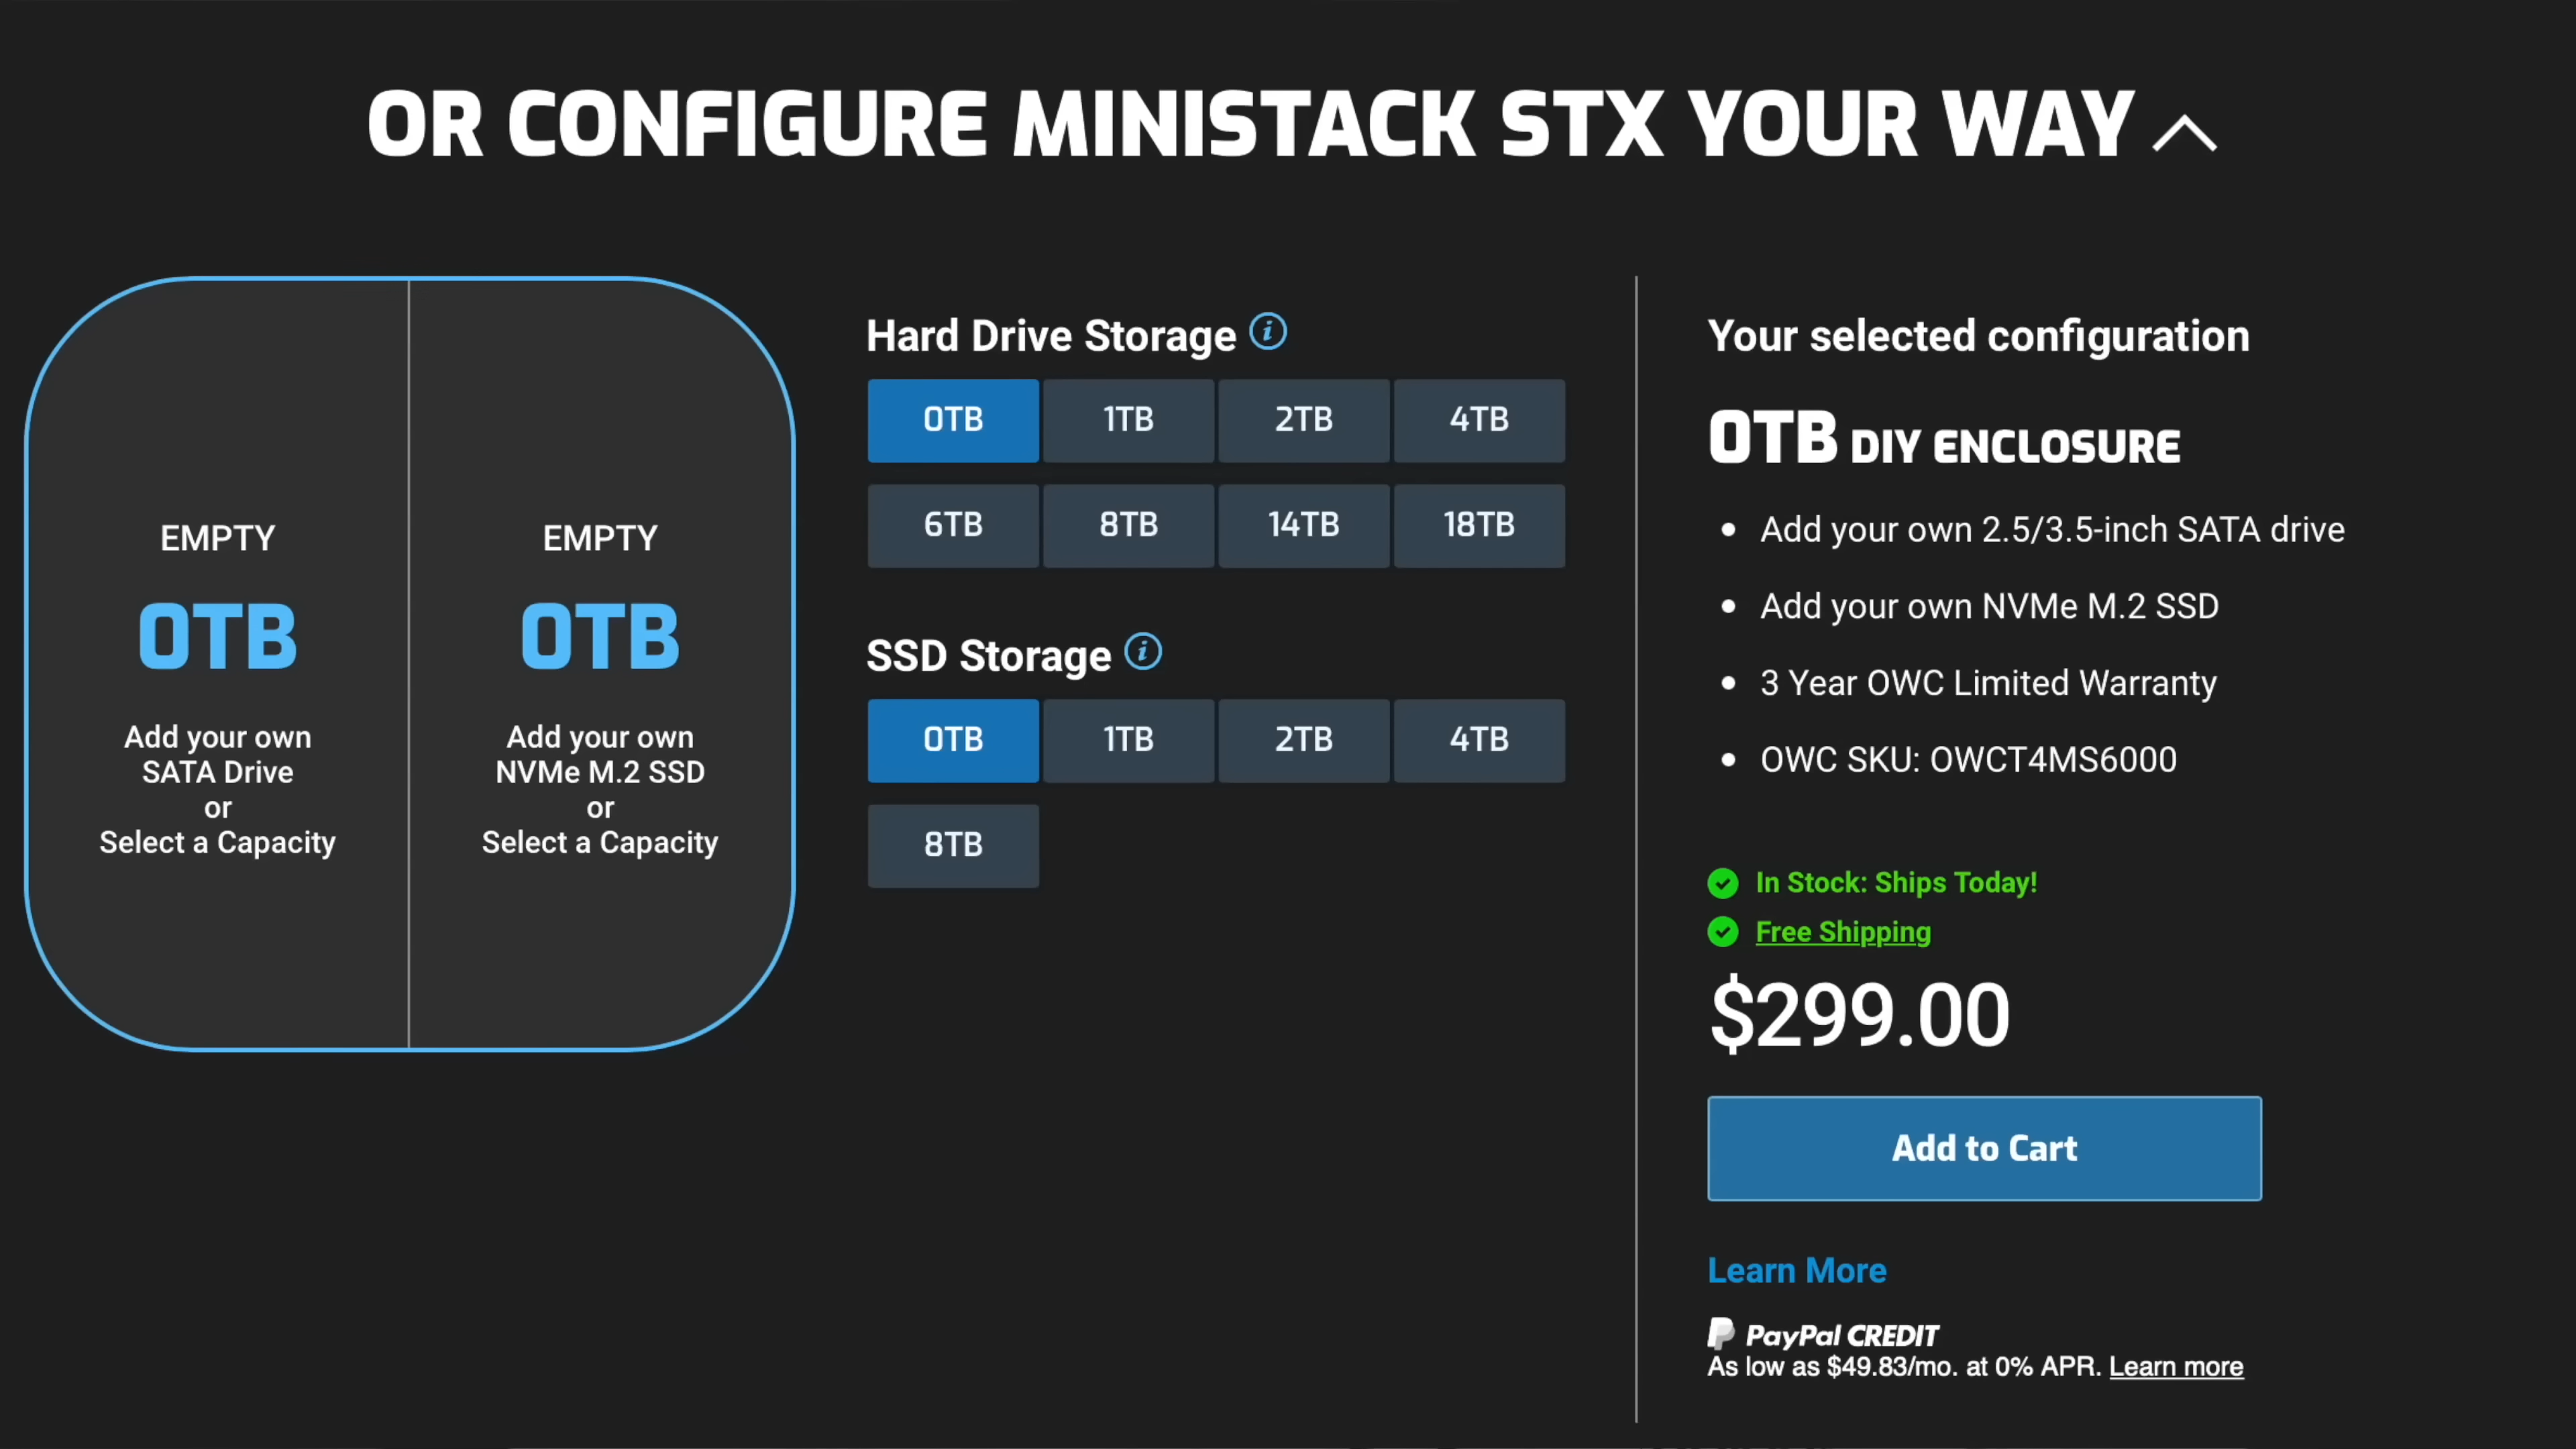 OR CONFIGURE MINISTACK STX YOUR WAY
EMPTY
0TB
Add your own
SATA Drive
or
Select a Capacity
EMPTY
0TB
Add your own
NVMe M.2 SSD
or
Select a Capacity
Hard Drive Storage i
0TB 1TB 2TB 4TB
6TB 8TB 14TB 18TB
SSD Storage i
0TB 1TB 2TB 4TB
8TB
Your selected configuration
0TB DIY ENCLOSURE
• Add your own 2.5/3.5-inch SATA drive
• Add your own NVMe M.2 SSD
• 3 Year OWC Limited Warranty
• OWC SKU: OWCT4MS6000
In Stock: Ships Today!
Free Shipping
$299.00
Add to Cart
Learn More
PayPal CREDIT
As low as $49.83/mo. at 0% APR. Learn more